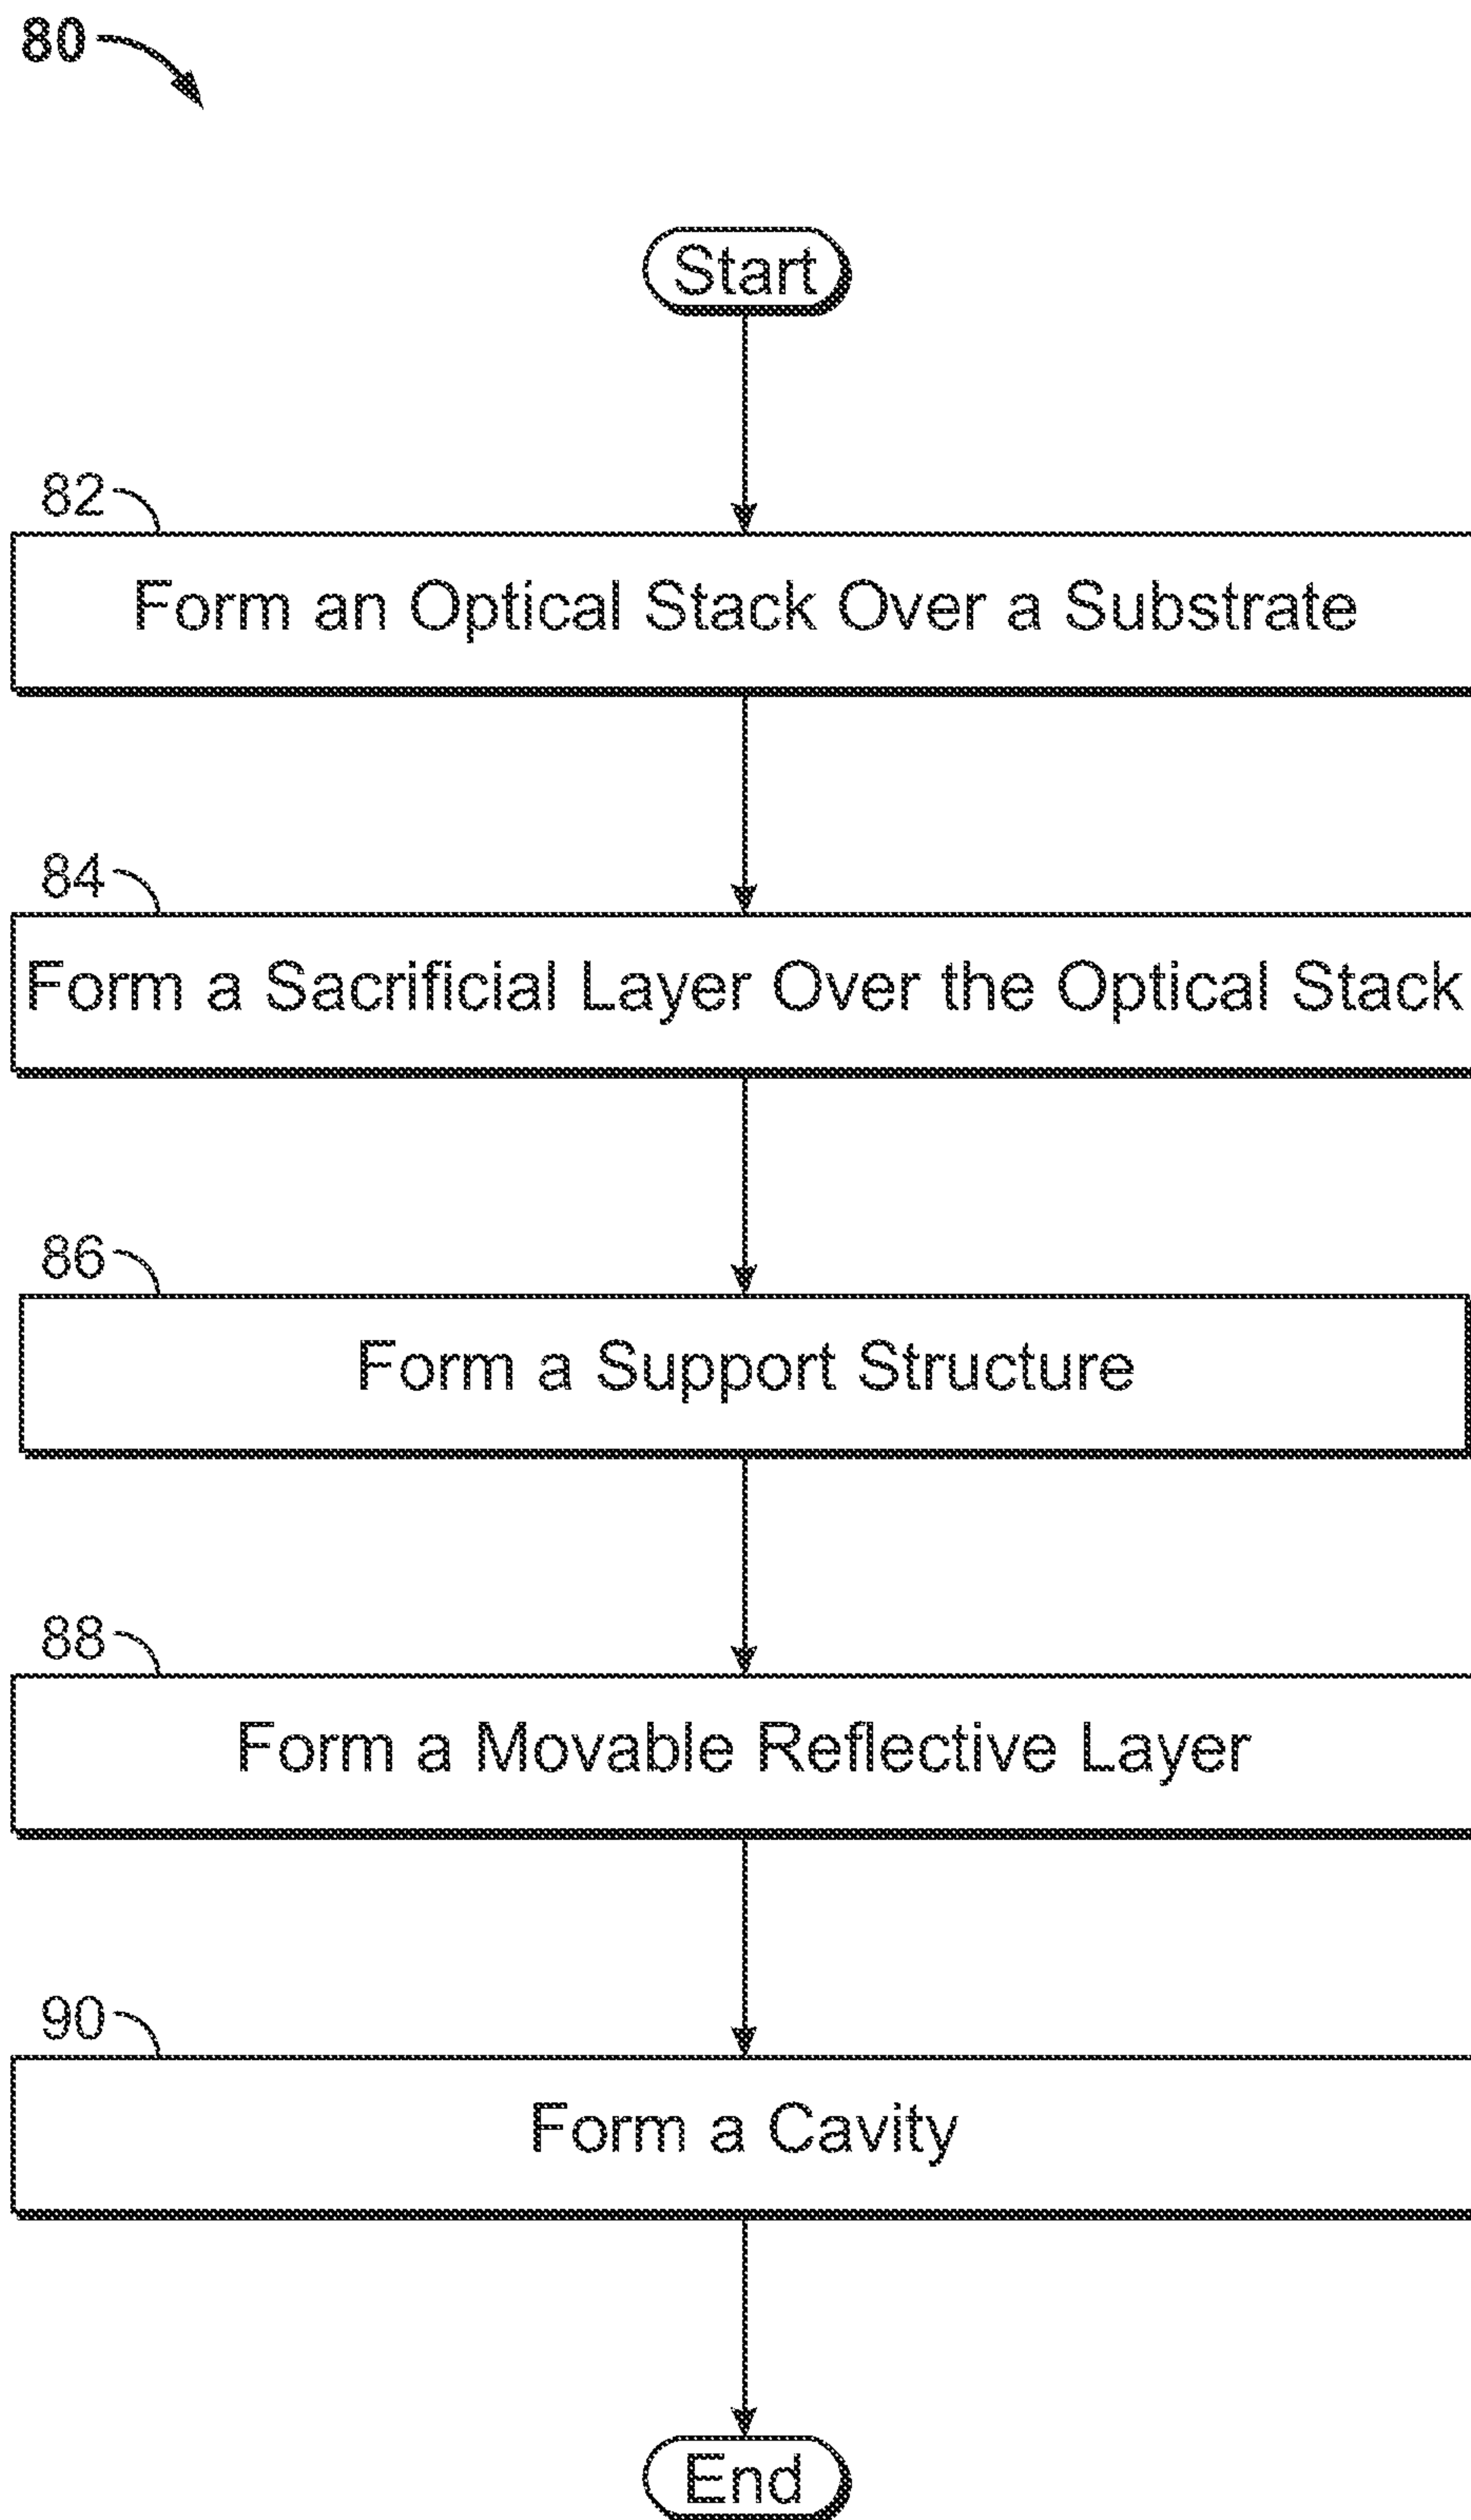 80
Start
82
Form an Optical Stack Over a Substrate
84
Form a Sacrificial Layer Over the Optical Stack
86
Form a Support Structure
88
Form a Movable Reflective Layer
90
Form a Cavity
End